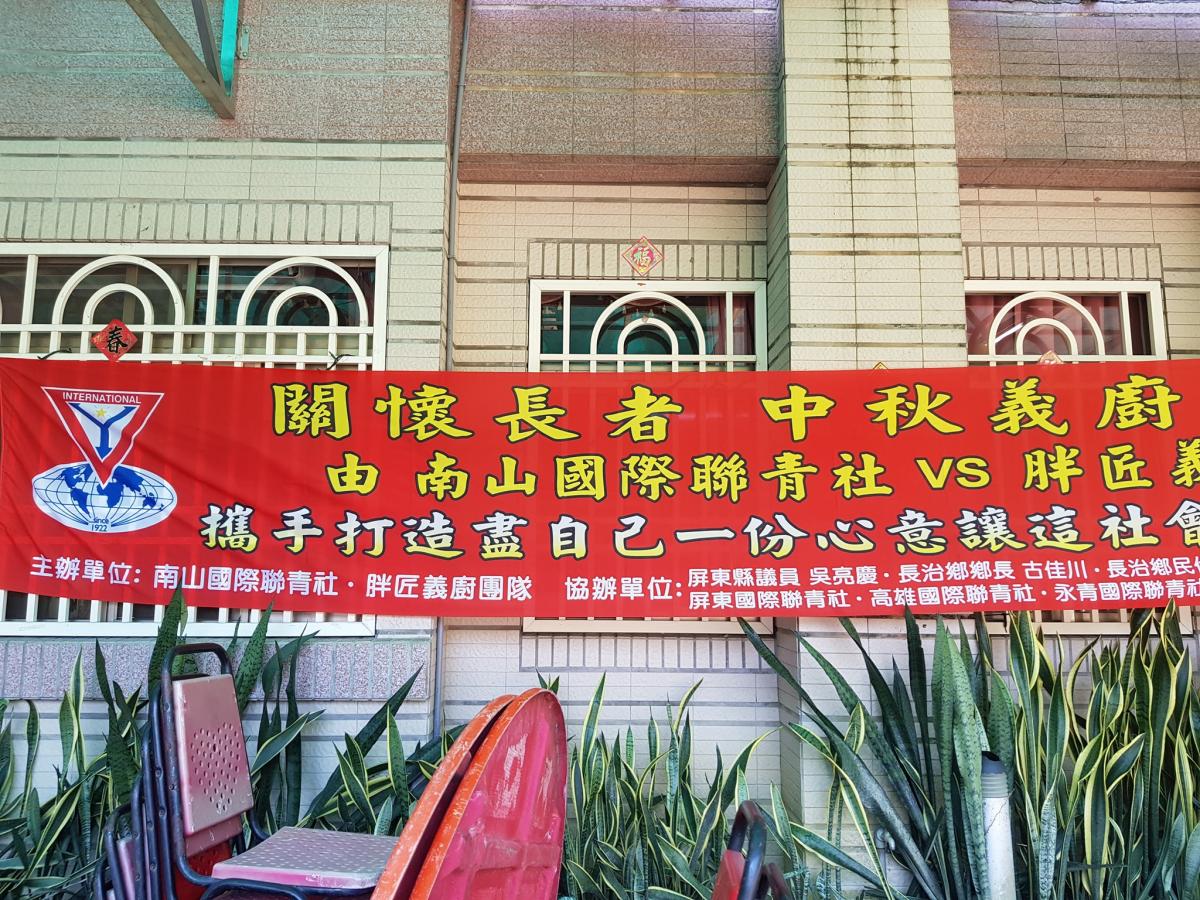 福
春
INTERNATIONAL
since
1922
關懷長者 中秋義廚
由 南山國際聯青社 VS 胖匠義
攜手打造盡自己一份心意讓這社會
主辦單位: 南山國際聯青社．胖匠義廚團隊
協辦單位:
屏東縣議員 吳亮慶．長治鄉鄉長 古佳川．長治鄉民代
屏東國際聯青社．高雄國際聯青社．永青國際聯青社